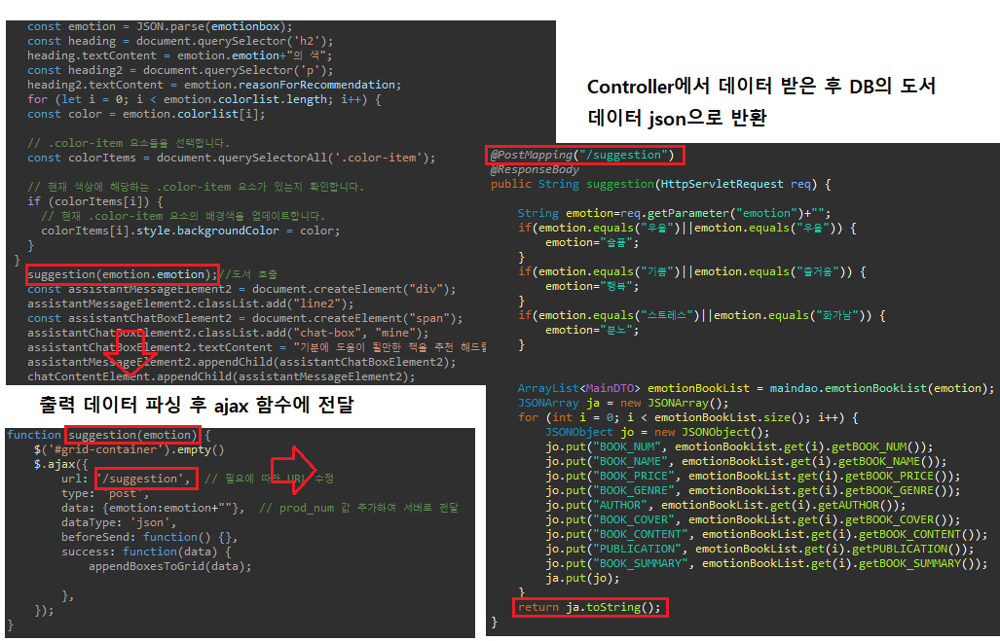 const emotion = JSON.parse(emotionbox);
const heading = document.querySelector('h2');
heading.textContent = emotion.emotion+"의 색";
const heading2 = document.querySelector('p');
heading2.textContent = emotion.reasonForRecommendation;
for (let i = 0; i < emotion.colorlist.length; i++) {
const color = emotion.colorlist[i];

// .color-item 요소들을 선택합니다.
const colorItems = document.querySelectorAll('.color-item');

// 현재 색상에 해당하는 .color-item 요소가 있는지 확인합니다.
if (colorItems[i]) {
// 현재 .color-item 요소의 배경색을 업데이트합니다.
colorItems[i].style.backgroundColor = color;
}
}
suggestion(emotion.emotion);//도서 호출
const assistantMessageElement2 = document.createElement("div");
assistantMessageElement2.classList.add("line2");
const assistantChatBoxElement2 = document.createElement("span");
assistantChatBoxElement2.classList.add("chat-box", "mine");
assistantChatBoxElement2.textContent = "기분에 도움이 될만한 책을 추천 해드릴
assistantMessageElement2.appendChild(assistantChatBoxElement2);
chatContentElement.appendChild(assistantMessageElement2);
출력 데이터 파싱 후 ajax 함수에 전달
function suggestion(emotion) {
$('#grid-container').empty()
$.ajax({
url: '/suggestion', // 필요에 따라 URL 수정
type: 'post',
data: {emotion:emotion+""}, // prod_num 값 추가하여 서버로 전달
dataType: 'json',
beforeSend: function() {},
success: function(data) {
appendBoxesToGrid(data);

},
});
}
Controller에서 데이터 받은 후 DB의 도서
데이터 json으로 반환
@PostMapping("/suggestion")
@ResponseBody
public String suggestion(HttpServletRequest req) {

String emotion=req.getParameter("emotion")+"";
if(emotion.equals("우울")||emotion.equals("우울")) {
emotion="슬픔";
}
if(emotion.equals("기쁨")||emotion.equals("즐거움")) {
emotion="행복";
}
if(emotion.equals("스트레스")||emotion.equals("화가남")) {
emotion="분노";
}

ArrayList<MainDTO> emotionBookList = maindao.emotionBookList(emotion);
JSONArray ja = new JSONArray();
for (int i = 0; i < emotionBookList.size(); i++) {
JSONObject jo = new JSONObject();
jo.put("BOOK_NUM", emotionBookList.get(i).getBOOK_NUM());
jo.put("BOOK_NAME", emotionBookList.get(i).getBOOK_NAME());
jo.put("BOOK_PRICE", emotionBookList.get(i).getBOOK_PRICE());
jo.put("BOOK_GENRE", emotionBookList.get(i).getBOOK_GENRE());
jo.put("AUTHOR", emotionBookList.get(i).getAUTHOR());
jo.put("BOOK_COVER", emotionBookList.get(i).getBOOK_COVER());
jo.put("BOOK_CONTENT", emotionBookList.get(i).getBOOK_CONTENT());
jo.put("PUBLICATION", emotionBookList.get(i).getPUBLICATION());
jo.put("BOOK_SUMMARY", emotionBookList.get(i).getBOOK_SUMMARY());
ja.put(jo);
}
return ja.toString();
}